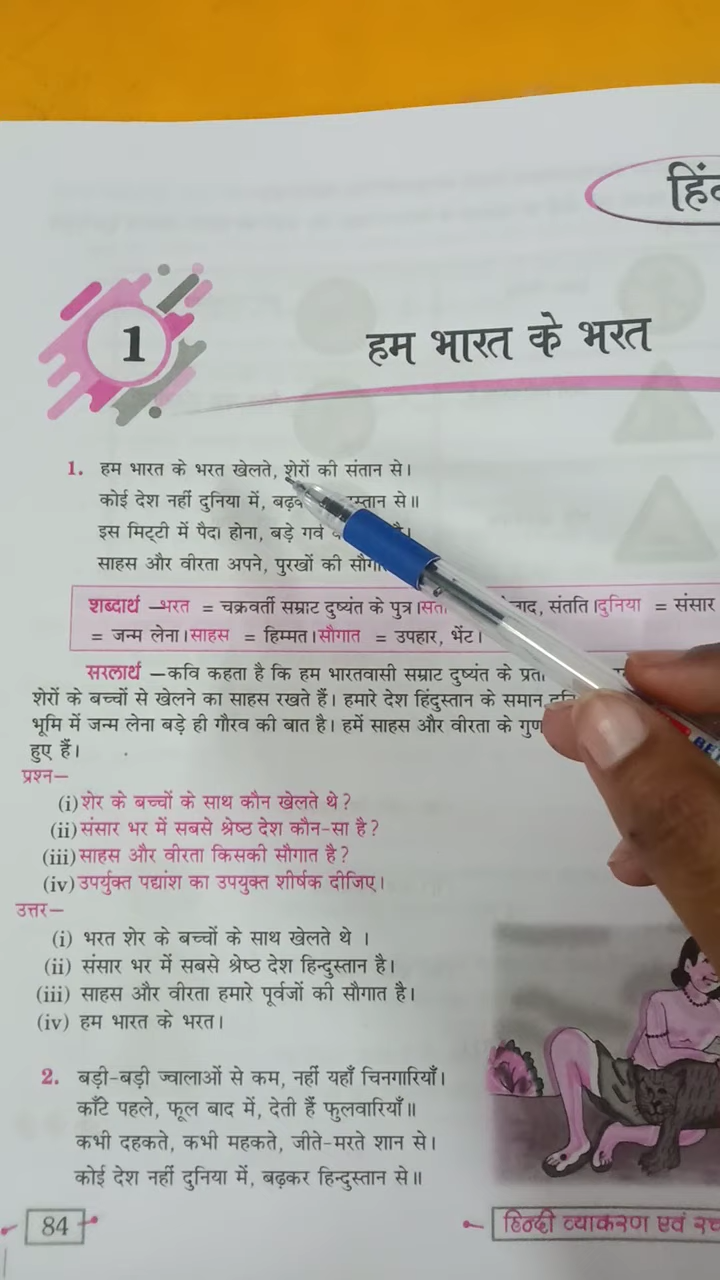 हिं
1
हम भारत के भरत
1. हम भारत के भरत खेलते, शेरों की संतान से।
कोई देश नहीं दुनिया में, स्तान से॥
इस मिट्टी में पैदा होना, बड़े गर्व
साहस और वीरता अपने, पुरखों की
शब्दार्थ –भरत = चक्रवर्ती सम्राट दुष्यंत के पुत्र। संतति।दुनिया = संसार
= जन्म लेना।साहस = हिम्मत।सौगात = उपहार, भेंट।
सरलार्थ –कवि कहता है कि हम भारतवासी सम्राट दुष्यंत के
शेरों के बच्चों से खेलने का साहस रखते हैं। हमारे देश हिंदुस्तान के समान
भूमि में जन्म लेना बड़े ही गौरव की बात है। हमें साहस और वीरता के गुण
हुए हैं।
प्रश्न–
(i) शेर के बच्चों के साथ कौन खेलते थे?
(ii) संसार भर में सबसे श्रेष्ठ देश कौन-सा है?
(iii) साहस और वीरता किसकी सौगात है?
(iv) उपर्युक्त पद्यांश का उपयुक्त शीर्षक दीजिए।
उत्तर–
(i) भरत शेर के बच्चों के साथ खेलते थे ।
(ii) संसार भर में सबसे श्रेष्ठ देश हिन्दुस्तान है।
(iii) साहस और वीरता हमारे पूर्वजों की सौगात है।
(iv) हम भारत के भरत।
2. बड़ी-बड़ी ज्वालाओं से कम, नहीं यहाँ चिनगारियाँ।
काँटे पहले, फूल बाद में, देती हैं फुलवारियाँ॥
कभी दहकते, कभी महकते, जीते-मरते शान से।
कोई देश नहीं दुनिया में, बढ़कर हिन्दुस्तान से॥
84
हिन्दी व्याकरण एवं